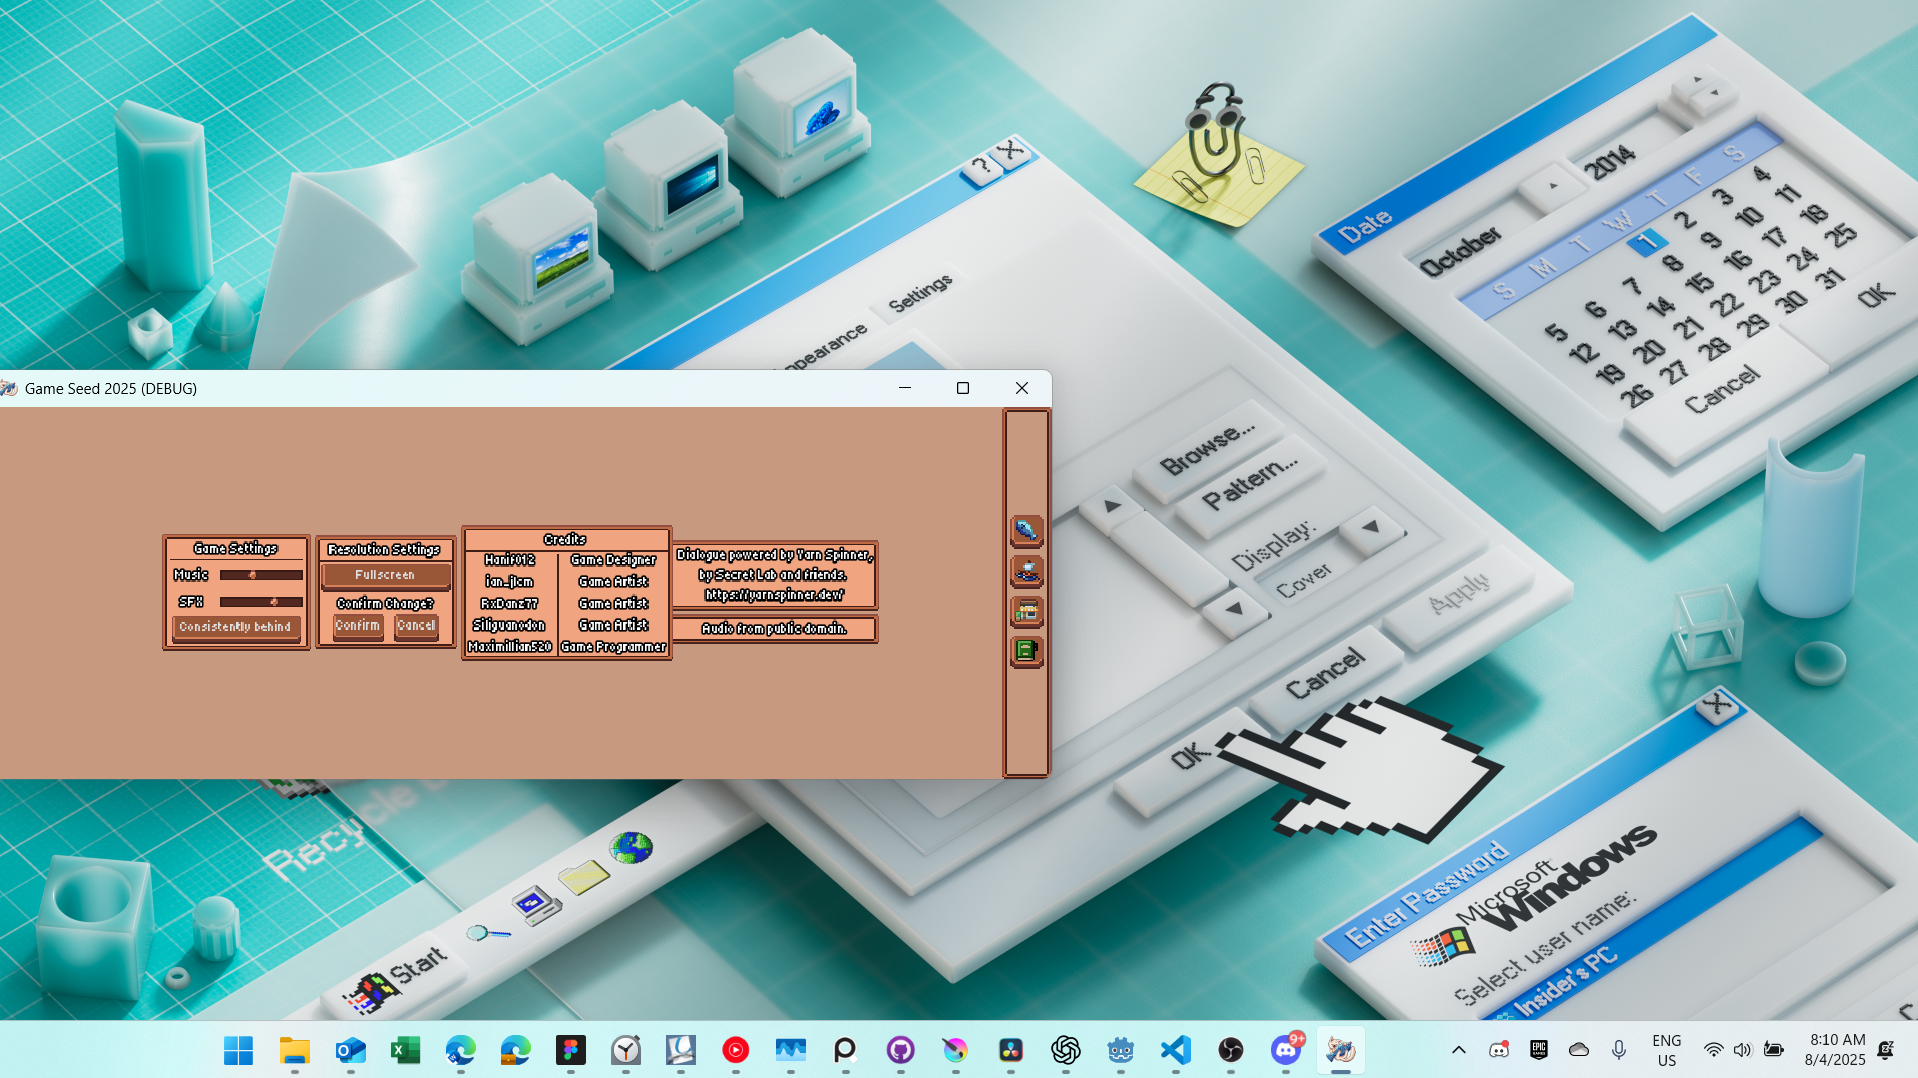 Date
October
2014
S M T W T F S
1 2 3 4
5 6 7 8 9 10 11
12 13 14 15 16 17 18
19 20 21 22 23 24 25
26 27 28 29 30 31
Cancel
OK
?
Appearance
Settings
Browse...
Pattern...
Display:
Cover
Apply
Cancel
OK
Game Seed 2025 (DEBUG)
Game Settings
Music
SFX
Consistently behind
Resolution Settings
Fullscreen
Confirm Change?
Confirm
Cancel
Credits
Hanif012 Game Designer
ian_jlcm Game Artist
RxDanz77 Game Artist
Siliguanodon Game Artist
Maximillian520 Game Programmer
Dialogue powered by Yarn Spinner,
by Secret Lab and friends.
https://yarnspinner.dev/
Audio from public domain.
Recycle
Start
Enter Password
Microsoft
Windows
Select user name:
Insider's PC
9+
EPIC
GAMES
ENG
US
8:10 AM
8/4/2025